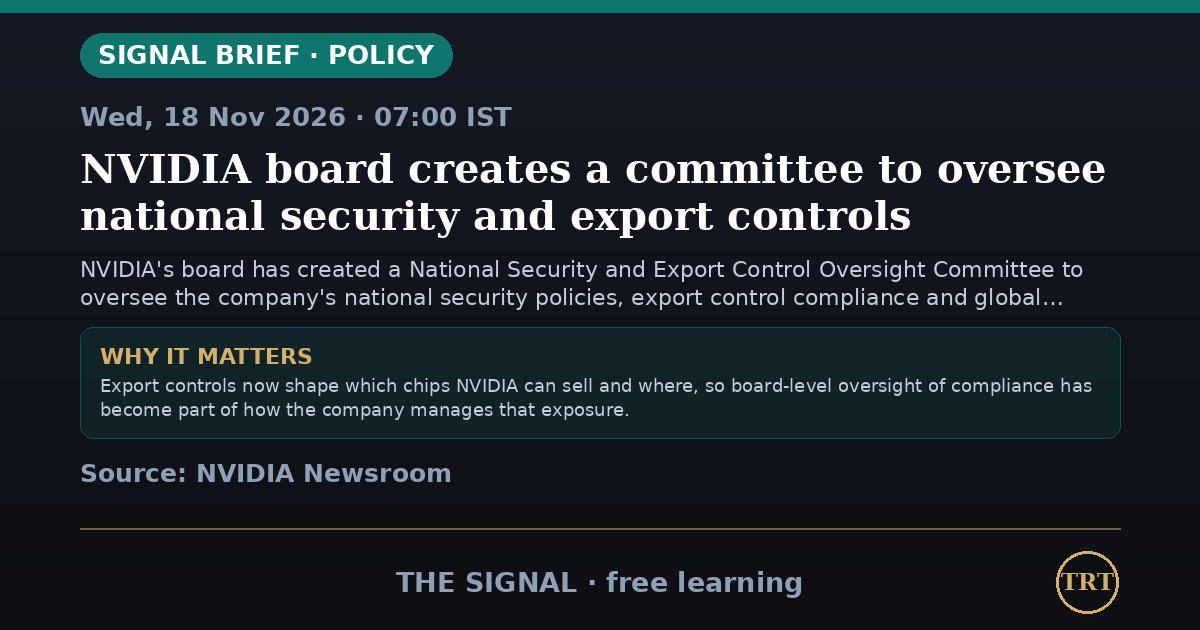 SIGNAL BRIEF · POLICY
Wed, 18 Nov 2026 · 07:00 IST
NVIDIA board creates a committee to oversee
national security and export controls
NVIDIA's board has created a National Security and Export Control Oversight Committee to
oversee the company's national security policies, export control compliance and global…
WHY IT MATTERS
Export controls now shape which chips NVIDIA can sell and where, so board-level oversight of compliance has
become part of how the company manages that exposure.
Source: NVIDIA Newsroom
THE SIGNAL · free learning
TRT